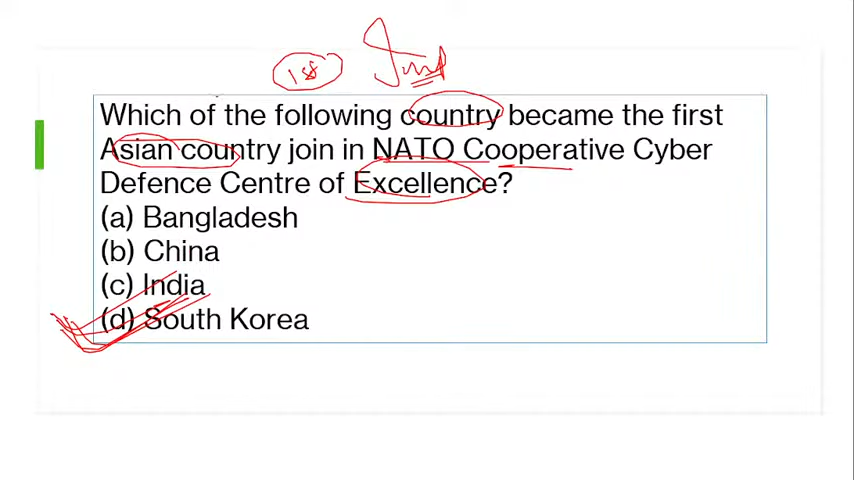 1st Imp
Which of the following country became the first
Asian country join in NATO Cooperative Cyber
Defence Centre of Excellence?
(a) Bangladesh
(b) China
(c) India
(d) South Korea